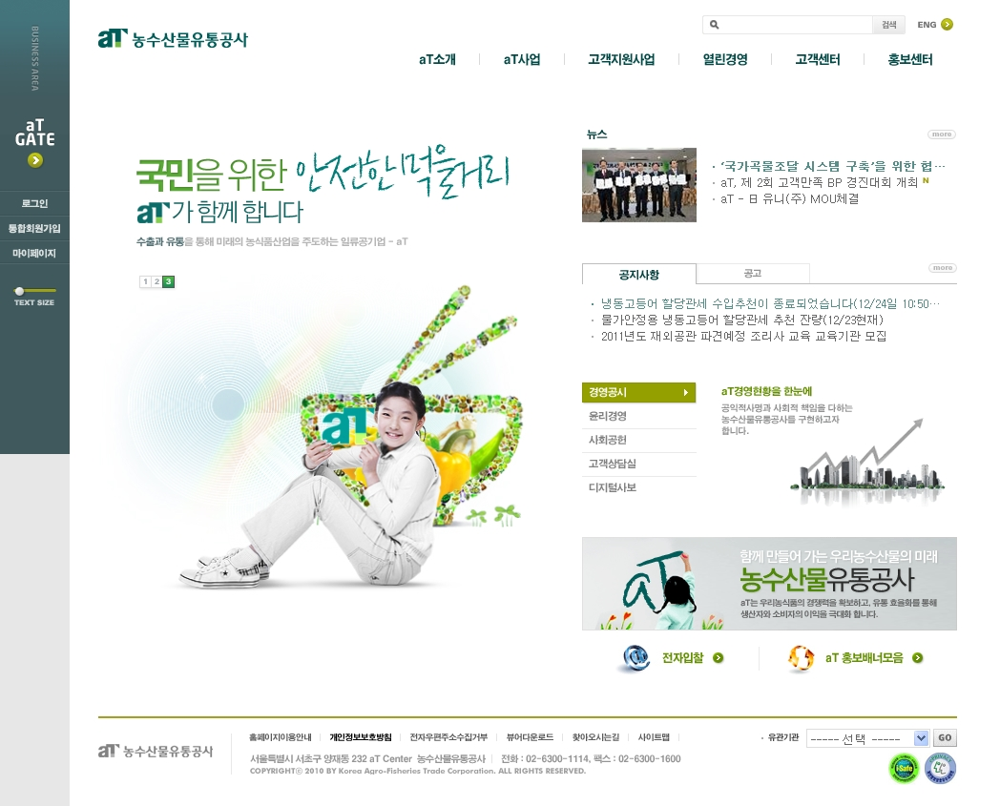 BUSINESS AREA
aT
GATE
로그인
통합회원가입
마이페이지
TEXT SIZE
aT 농수산물유통공사
검색
ENG
aT소개
aT사업
고객지원사업
열린경영
고객센터
홍보센터
국민을 위한 안전한 먹을거리
aT가 함께 합니다
수출과 유통을 통해 미래의 농식품산업을 주도하는 일류공기업 - aT
1 2 3
aT
뉴스
more
· '국가곡물조달 시스템 구축'을 위한 협…
· aT, 제 2회 고객만족 BP 경진대회 개최 N
· aT - 日 유니(주) MOU체결
공지사항
공고
more
· 냉동고등어 할당관세 수입추천이 종료되었습니다(12/24일 10:50…
· 물가안정용 냉동고등어 할당관세 추천 잔량(12/23현재)
· 2011년도 재외공관 파견예정 조리사 교육 교육기관 모집
경영공시
윤리경영
사회공헌
고객상담실
디지털사보
aT경영현황을 한눈에
공익적사명과 사회적 책임을 다하는
농수산물유통공사를 구현하고자
합니다.
aT
함께 만들어 가는 우리농수산물의 미래
농수산물유통공사
aT는 우리농식품의 경쟁력을 확보하고, 유통 효율화를 통해
생산자와 소비자의 이익을 극대화 합니다.
전자입찰
aT 홍보배너모음
aT 농수산물유통공사
홈페이지이용안내
개인정보보호방침
전자우편주소수집거부
뷰어다운로드
찾아오시는길
사이트맵
· 유관기관
----- 선택 -----
GO
서울특별시 서초구 양재동 232 aT Center 농수산물유통공사 | 전화 : 02-6300-1114, 팩스 : 02-6300-1600
COPYRIGHTⓒ 2010 BY Korea Agro-Fisheries Trade Corporation. ALL RIGHTS RESERVED.
i-Safe